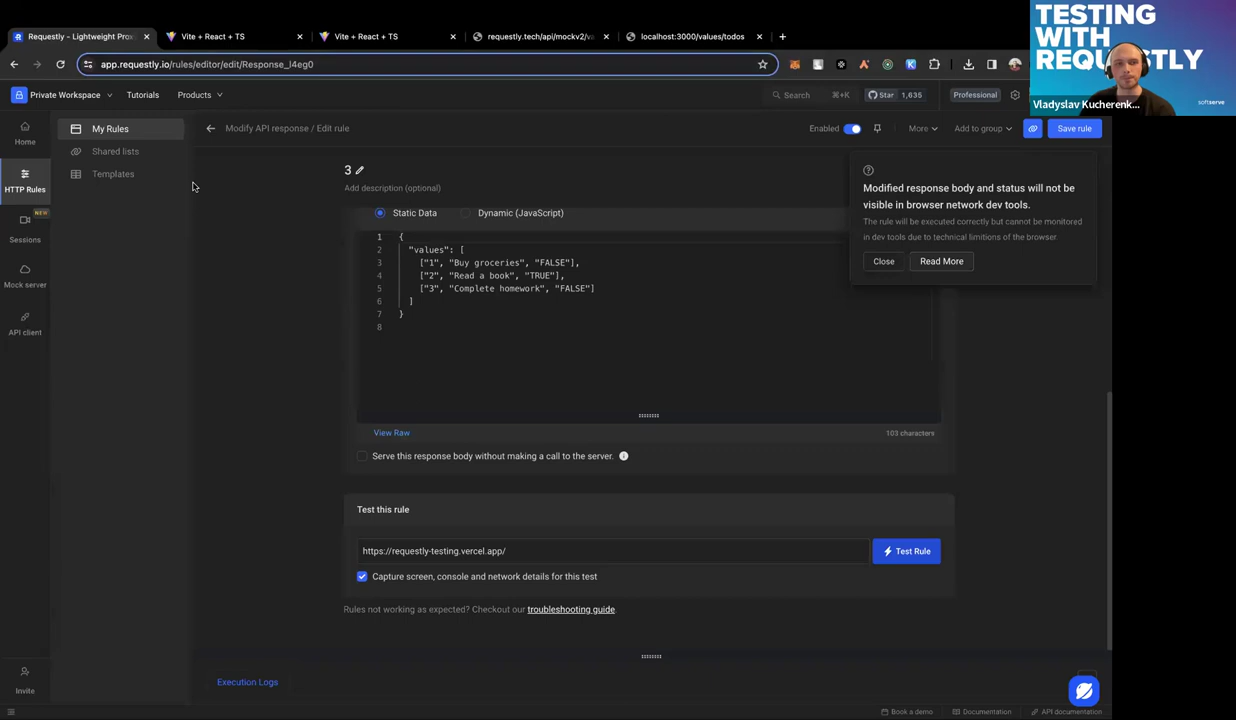 Requestly - Lightweight Prox
Vite + React + TS
Vite + React + TS
requestly.tech/api/mockv2/va
localhost:3000/values/todos
app.requestly.io/rules/editor/edit/Response_l4eg0
TESTING
WITH
REQUESTLY
Vladyslav Kucherenk...
softserve
Private Workspace
Tutorials
Products
Search
⌘+K
Star
1,635
Professional
Home
HTTP Rules
NEW
Sessions
Mock server
API client
Invite
My Rules
Shared lists
Templates
Modify API response / Edit rule
Enabled
More
Add to group
Save rule
3
Add description (optional)
Modified response body and status will not be
visible in browser network dev tools.
The rule will be executed correctly but cannot be monitored
in dev tools due to technical limitions of the browser.
Close
Read More
Static Data
Dynamic (JavaScript)
1 {
2 "values": [
3 ["1", "Buy groceries", "FALSE"],
4 ["2", "Read a book", "TRUE"],
5 ["3", "Complete homework", "FALSE"]
6 ]
7 }
8
View Raw
103 characters
Serve this response body without making a call to the server.
Test this rule
https://requestly-testing.vercel.app/
Test Rule
Capture screen, console and network details for this test
Rules not working as expected? Checkout our troubleshooting guide.
Execution Logs
Book a demo
Documentation
API documentation